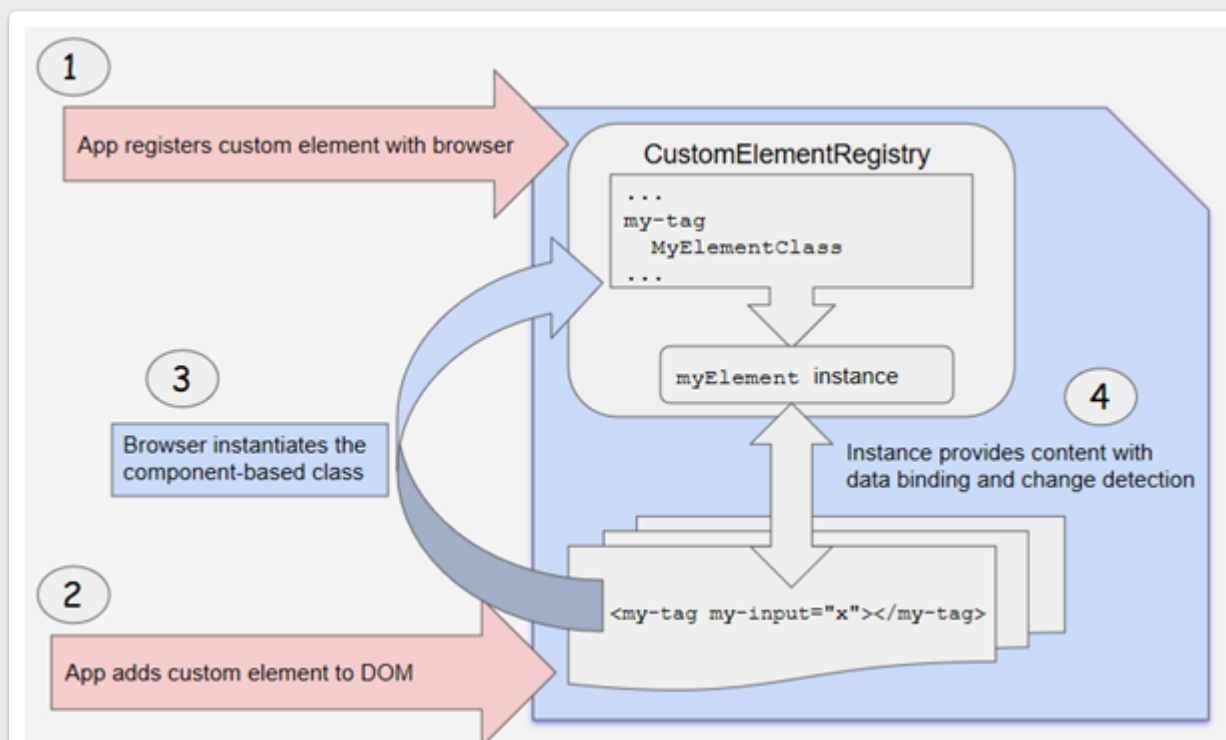 1
App registers custom element with browser
CustomElementRegistry
...
my-tag
MyElementClass
...
myElement instance
3
Browser instantiates the
component-based class
4
Instance provides content with
data binding and change detection
2
<my-tag my-input="x"></my-tag>
App adds custom element to DOM